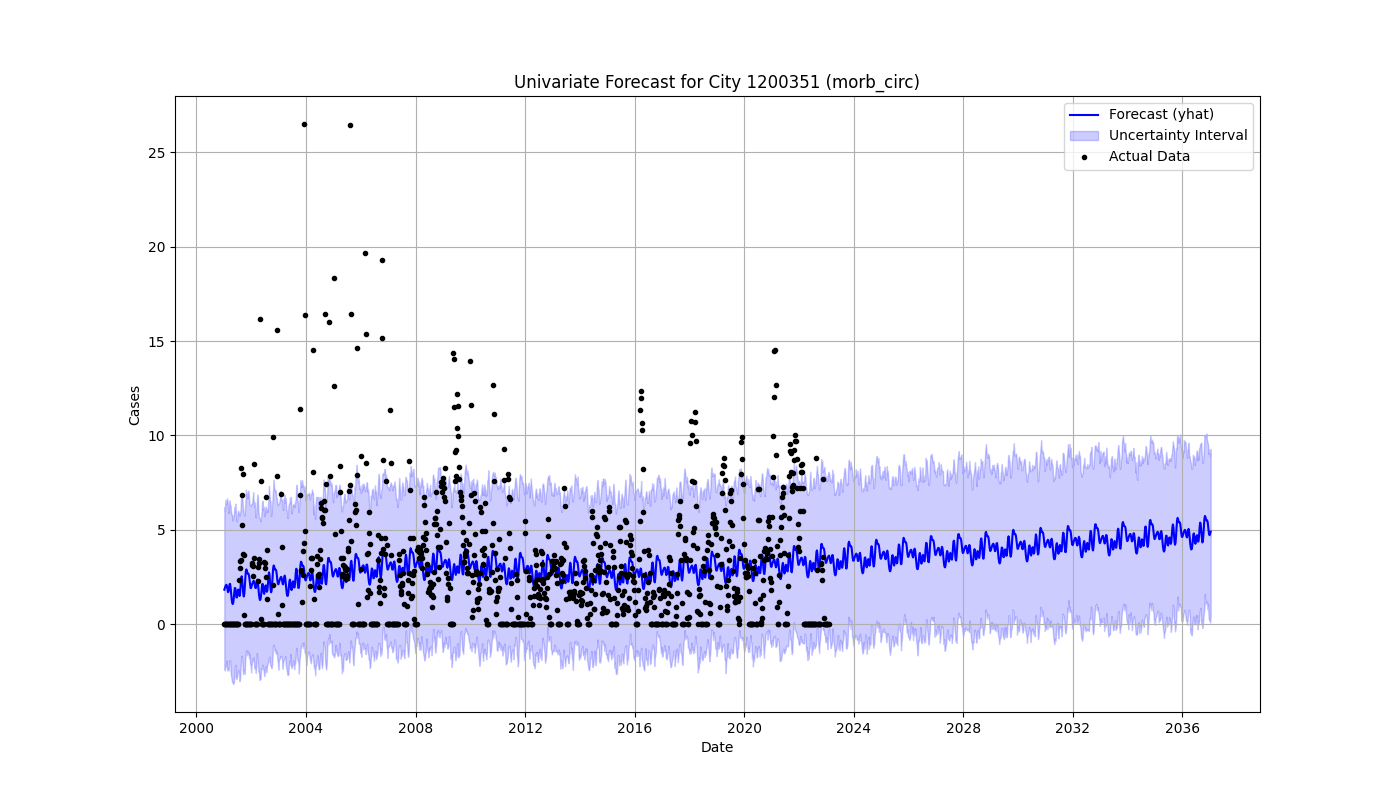 Univariate Forecast for City 1200351 (morb_circ)
Forecast (yhat)
Uncertainty Interval
Actual Data
25
20
15
10
5
0
Cases
2000 2004 2008 2012 2016 2020 2024 2028 2032 2036
Date